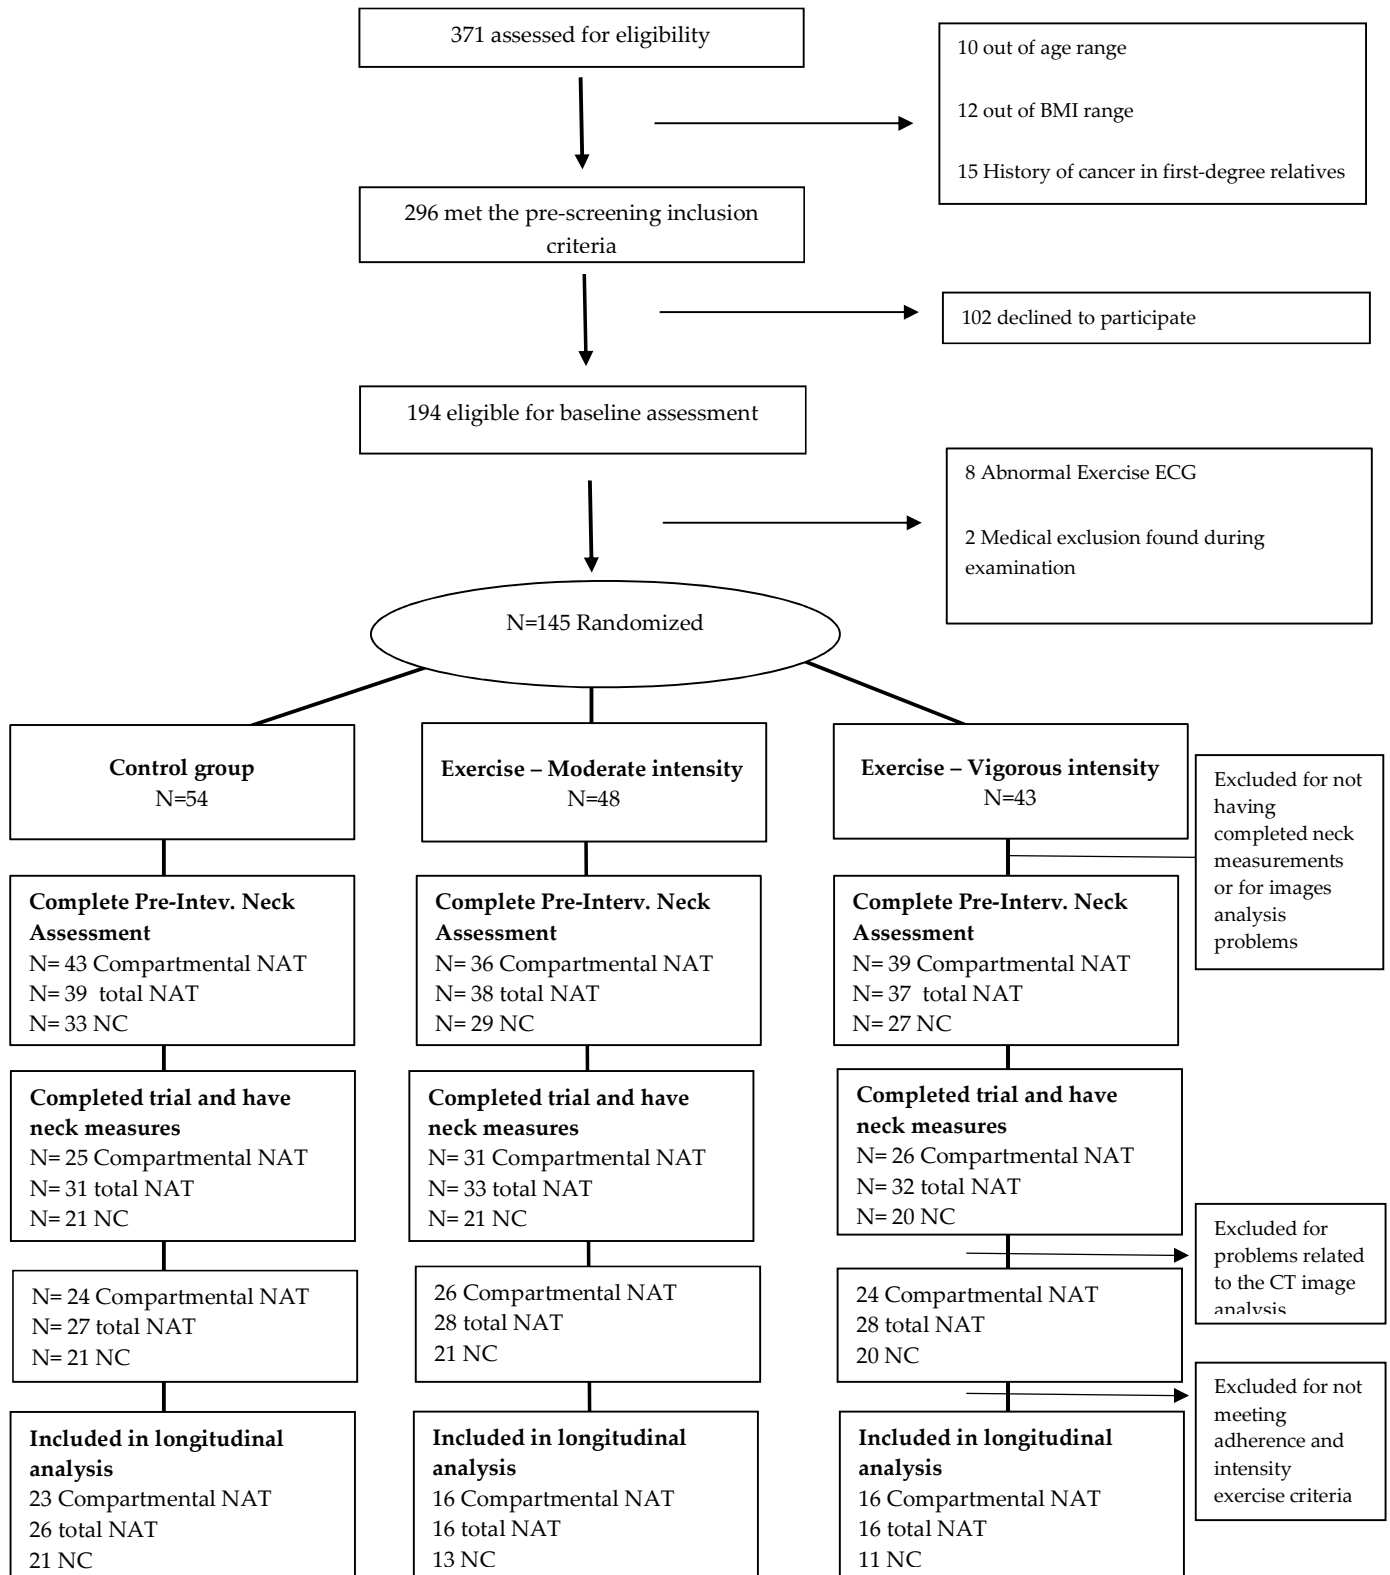 371 assessed for eligibility
10 out of age range
12 out of BMI range
15 History of cancer in first-degree relatives
296 met the pre-screening inclusion
criteria
102 declined to participate
194 eligible for baseline assessment
8 Abnormal Exercise ECG
2 Medical exclusion found during
examination
N=145 Randomized
Control group
N=54
Exercise – Moderate intensity
N=48
Exercise – Vigorous intensity
N=43
Excluded for not
having
completed neck
measurements
or for images
analysis
problems
Complete Pre-Intev. Neck
Assessment
N= 43 Compartmental NAT
N= 39 total NAT
N= 33 NC
Complete Pre-Interv. Neck
Assessment
N= 36 Compartmental NAT
N= 38 total NAT
N= 29 NC
Complete Pre-Interv. Neck
Assessment
N= 39 Compartmental NAT
N= 37 total NAT
N= 27 NC
Completed trial and have
neck measures
N= 25 Compartmental NAT
N= 31 total NAT
N= 21 NC
Completed trial and have
neck measures
N= 31 Compartmental NAT
N= 33 total NAT
N= 21 NC
Completed trial and have
neck measures
N= 26 Compartmental NAT
N= 32 total NAT
N= 20 NC
Excluded for
problems related
to the CT image
analysis
N= 24 Compartmental NAT
N= 27 total NAT
N= 21 NC
26 Compartmental NAT
28 total NAT
21 NC
24 Compartmental NAT
28 total NAT
20 NC
Excluded for not
meeting
adherence and
intensity
exercise criteria
Included in longitudinal
analysis
23 Compartmental NAT
26 total NAT
21 NC
Included in longitudinal
analysis
16 Compartmental NAT
16 total NAT
13 NC
Included in longitudinal
analysis
16 Compartmental NAT
16 total NAT
11 NC